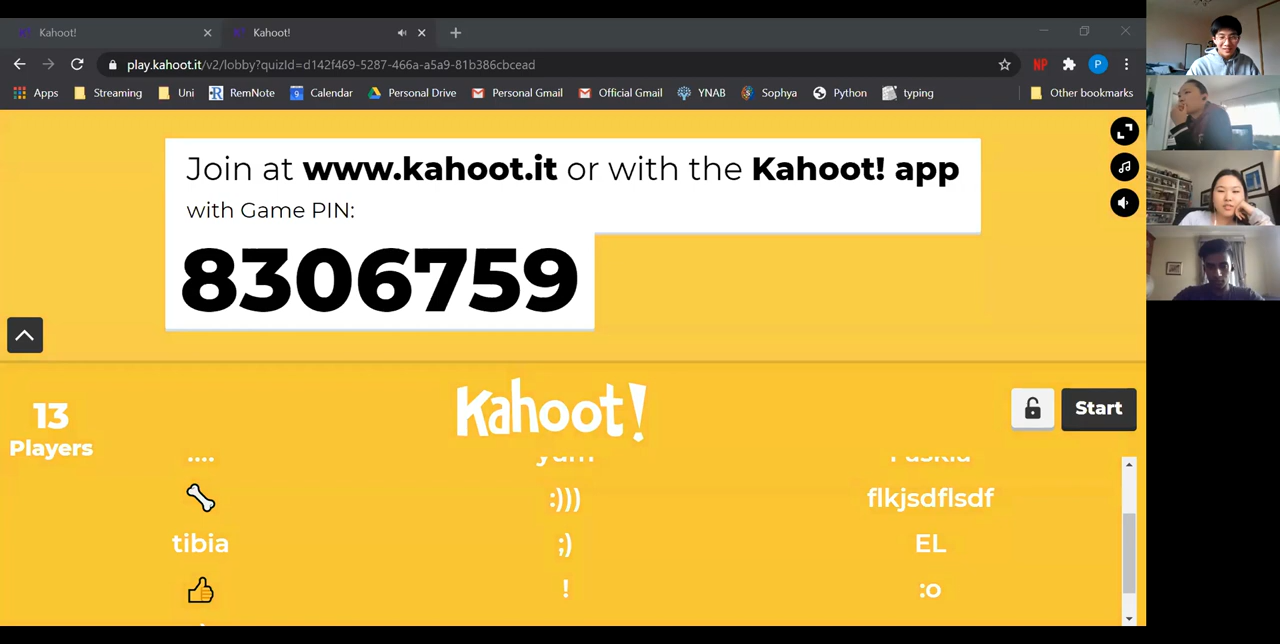 Kahoot!
Kahoot!
play.kahoot.it/v2/lobby?quizId=d142f469-5287-466a-a5a9-81b386cbcead
NP
P
Apps Streaming Uni RemNote Calendar Personal Drive Personal Gmail Official Gmail YNAB Sophya Python typing Other bookmarks
Join at www.kahoot.it or with the Kahoot! app
with Game PIN:
8306759
13
Players
Kahoot!
Start
:)))
flkjsdflsdf
tibia
;)
EL
!
:o